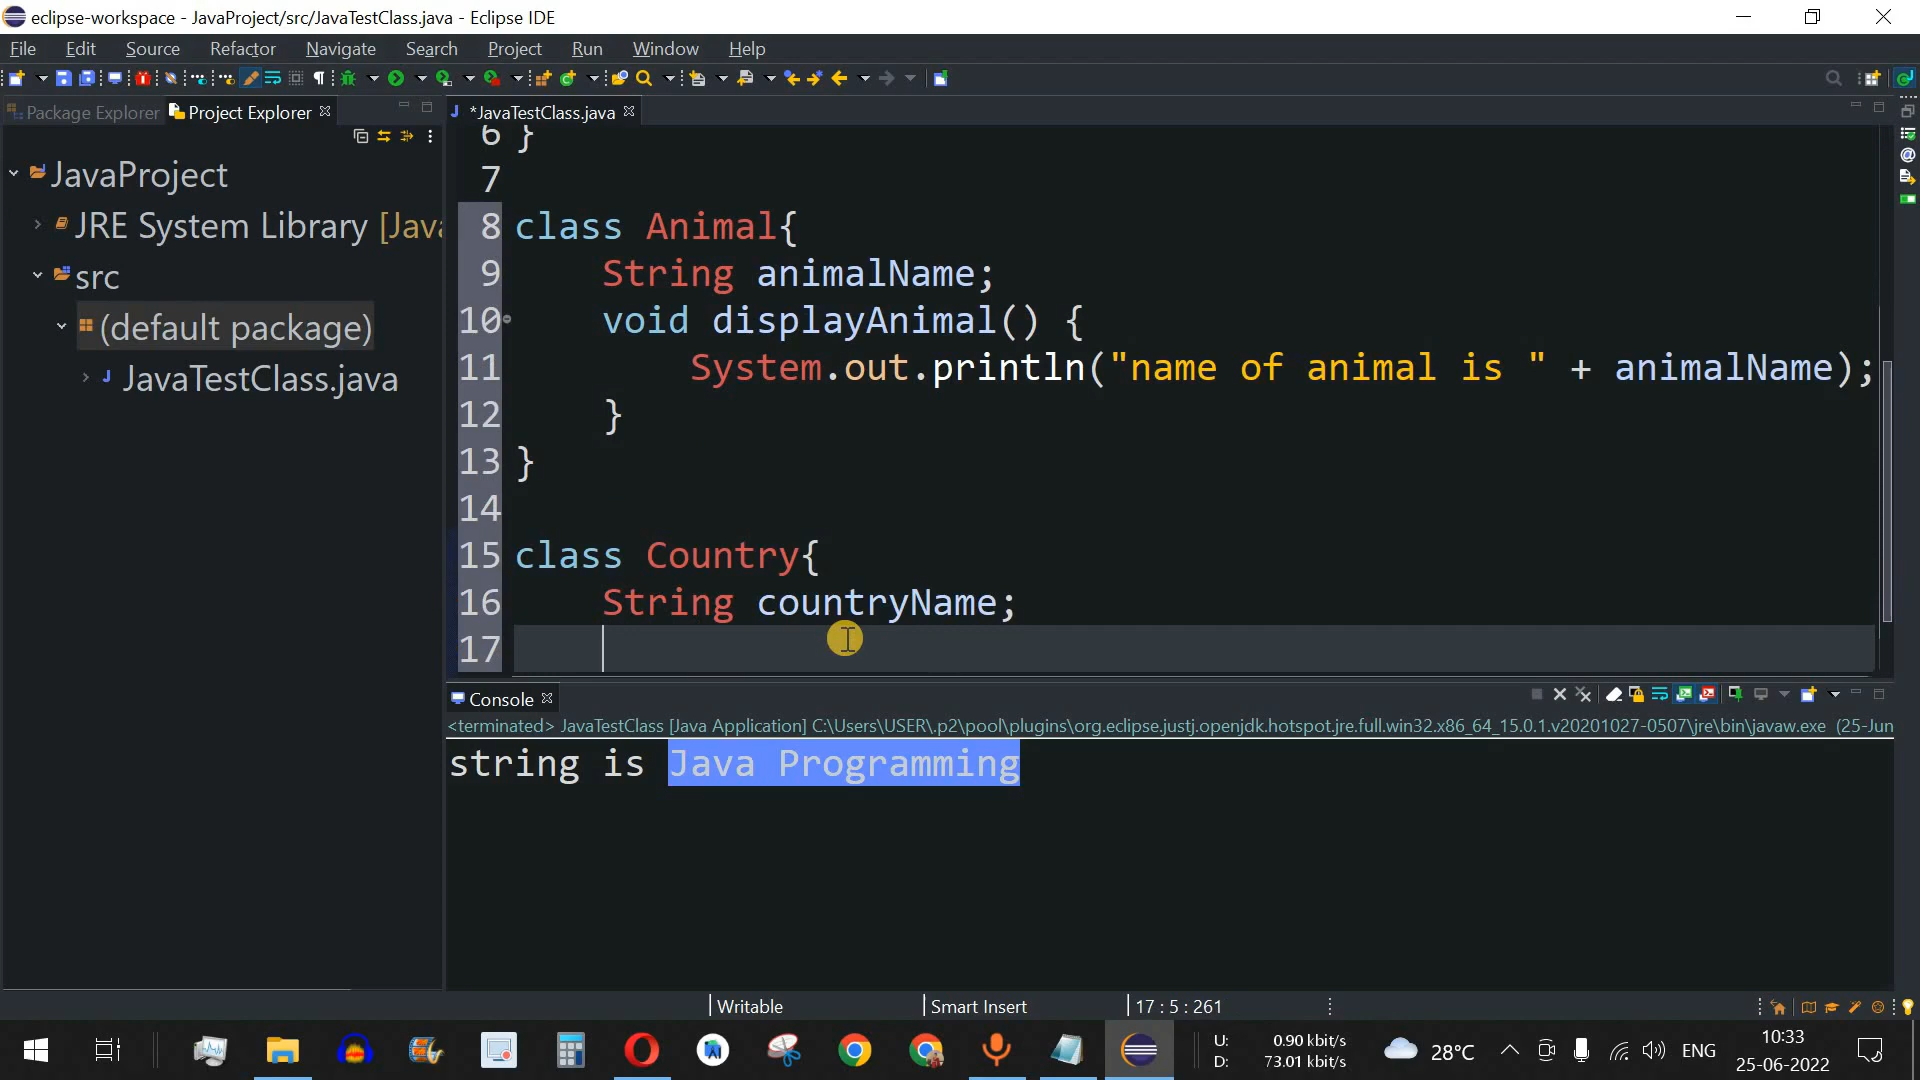 eclipse-workspace - JavaProject/src/JavaTestClass.java - Eclipse IDE
File Edit Source Refactor Navigate Search Project Run Window Help
Package Explorer Project Explorer
*JavaTestClass.java
JavaProject
JRE System Library [Java
src
(default package)
JavaTestClass.java
6 }
7
8 class Animal{
9 String animalName;
10 void displayAnimal() {
11 System.out.println("name of animal is " + animalName);
12 }
13 }
14
15 class Country{
16 String countryName;
17
Console
<terminated> JavaTestClass [Java Application] C:\Users\USER\.p2\pool\plugins\org.eclipse.justj.openjdk.hotspot.jre.full.win32.x86_64_15.0.1.v20201027-0507\jre\bin\javaw.exe (25-Jun
string is Java Programming
Writable Smart Insert 17 : 5 : 261
U: 0.90 kbit/s
D: 73.01 kbit/s
28°C
ENG
10:33
25-06-2022